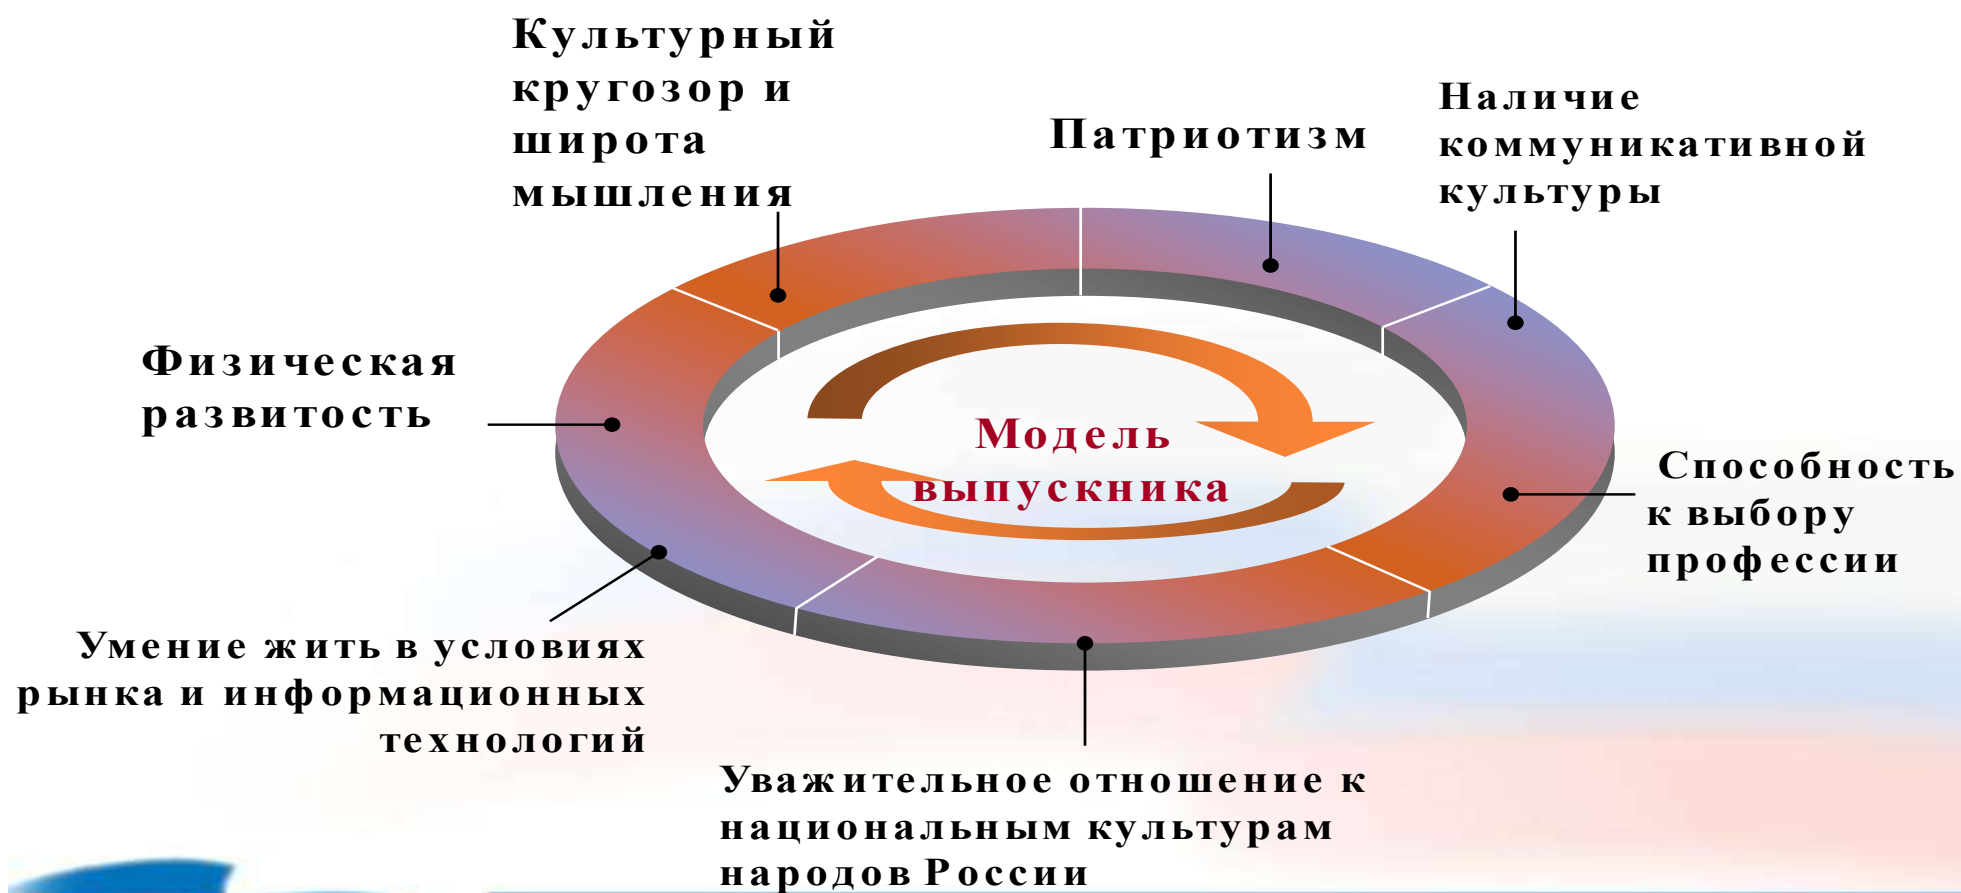 Культурный
кругозор и
широта
мышления
Патриотизм
Наличие
коммуникативной
культуры
Физическая
развитость
Модель
выпускника
Способность
к выбору
профессии
Умение жить в условиях
рынка и информационных
технологий
Уважительное отношение к
национальным культурам
народов России